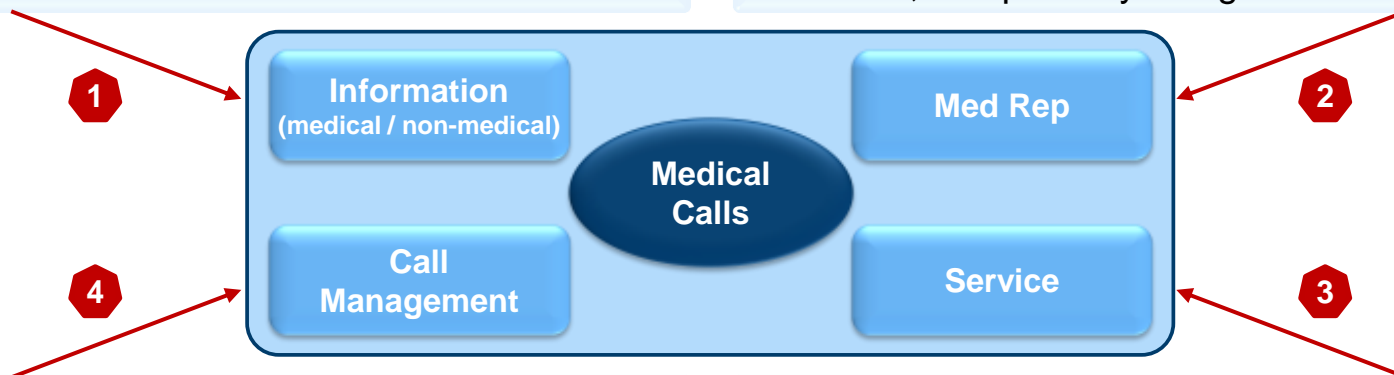 1
Information
(medical / non-medical)
Med Rep
2
Medical
Calls
4
Call
Management
Service
3